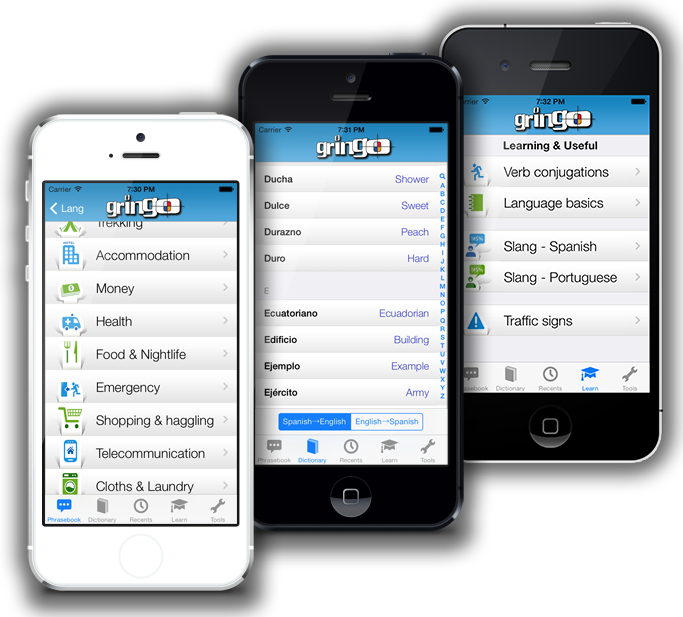 Carrier
7:30 PM
Lang
gringo
Trekking
HOTEL
Accommodation
Money
Health
Food & Nightlife
Emergency
Shopping & haggling
Telecommunication
Cloths & Laundry
Phrasebook
Dictionary
Recents
Learn
Tools
Carrier
7:31 PM
gringo
Ducha Shower
Dulce Sweet
Durazno Peach
Duro Hard
E
Ecuatoriano Ecuadorian
Edificio Building
Ejemplo Example
Ejército Army
A
B
C
D
E
F
G
H
I
J
K
L
M
N
O
P
Q
R
S
T
U
V
W
X
Y
Z
Spanish→English
English→Spanish
Phrasebook
Dictionary
Recents
Learn
Tools
rrier
7:32 PM
gringo
Learning & Useful
Verb conjugations
Language basics
Slang - Spanish
Slang - Portuguese
Traffic signs
rasebook
Dictionary
Recents
Learn
Tools